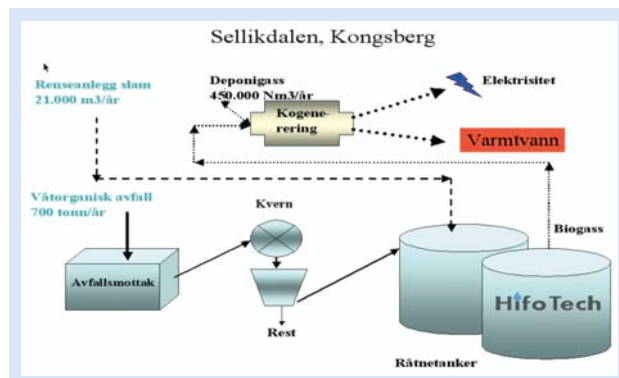 Sellikdalen, Kongsberg
Renseanlegg slam
21.000 m3/år
Deponigass
450.000 Nm3/år
Elektrisitet
Kogene-
rering
Varmtvann
Våtorganisk avfall
700 tonn/år
Kvern
Biogass
Avfallsmottak
HifoTech
Rest
Råtnetanker